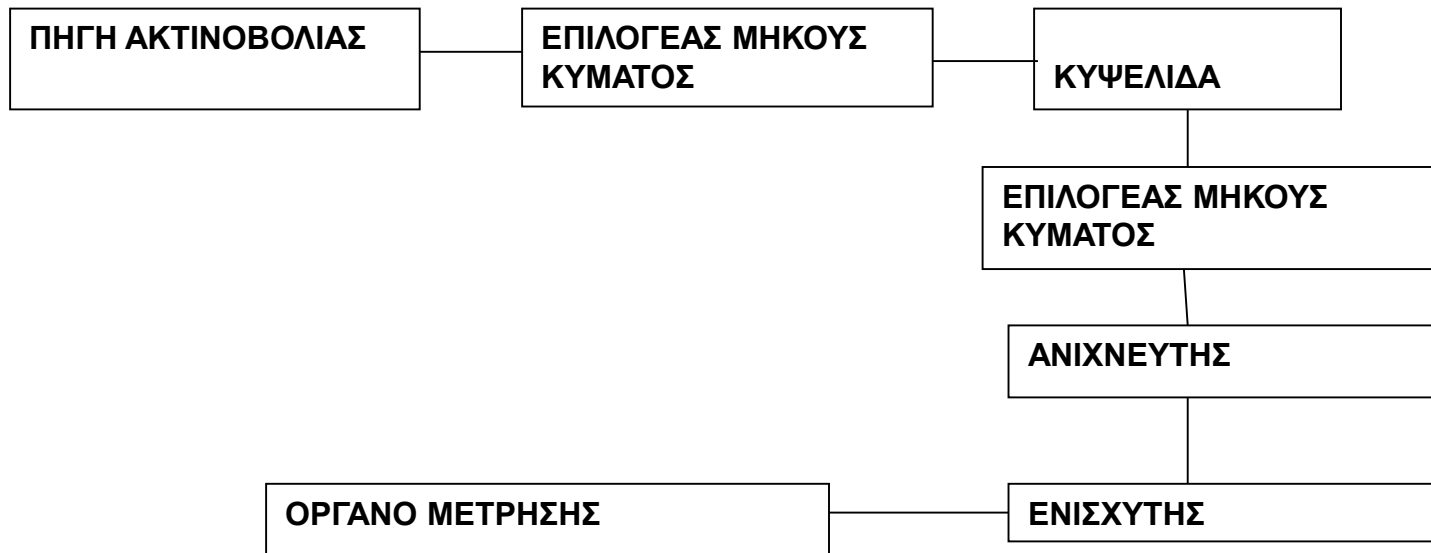 ΠΗΓΗ ΑΚΤΙΝΟΒΟΛΙΑΣ
ΕΠΙΛΟΓΕΑΣ ΜΗΚΟΥΣ
ΚΥΜΑΤΟΣ
ΚΥΨΕΛΙΔΑ
ΕΠΙΛΟΓΕΑΣ ΜΗΚΟΥΣ
ΚΥΜΑΤΟΣ
ΑΝΙΧΝΕΥΤΗΣ
ΕΝΙΣΧΥΤΗΣ
ΟΡΓΑΝΟ ΜΕΤΡΗΣΗΣ